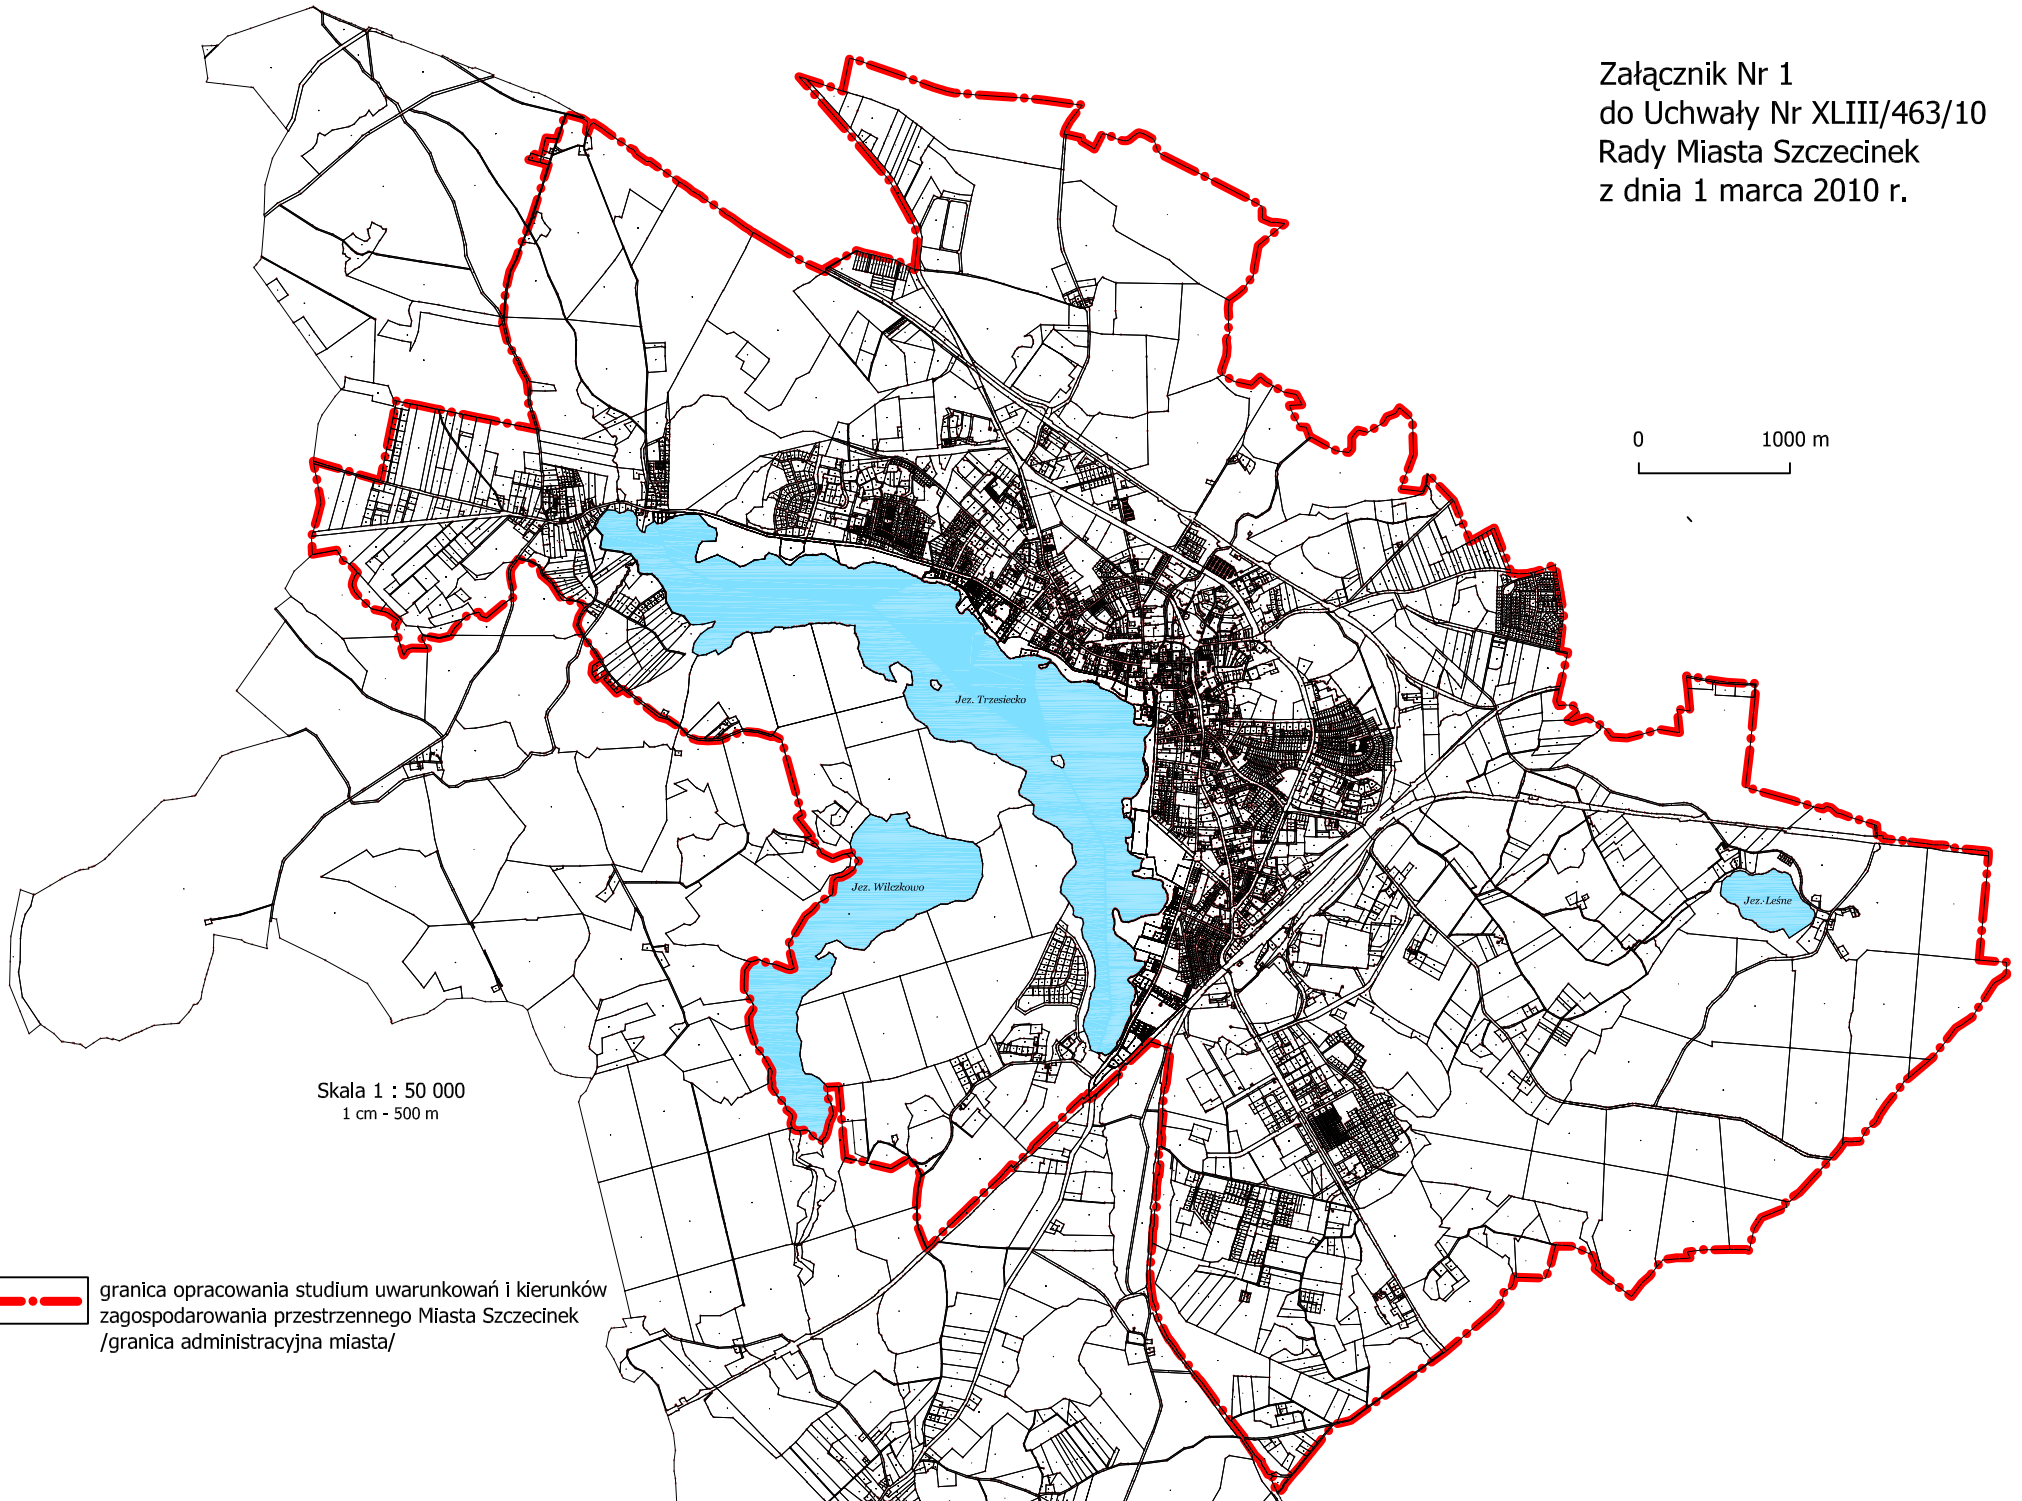 Załącznik Nr 1
do Uchwały Nr XLIII/463/10
Rady Miasta Szczecinek
z dnia 1 marca 2010 r.
0 1000 m
Jez. Trzesiecko
Jez. Wilczkowo
Jez. Leśne
Skala 1 : 50 000
1 cm - 500 m
granica opracowania studium uwarunkowań i kierunków
zagospodarowania przestrzennego Miasta Szczecinek
/granica administracyjna miasta/